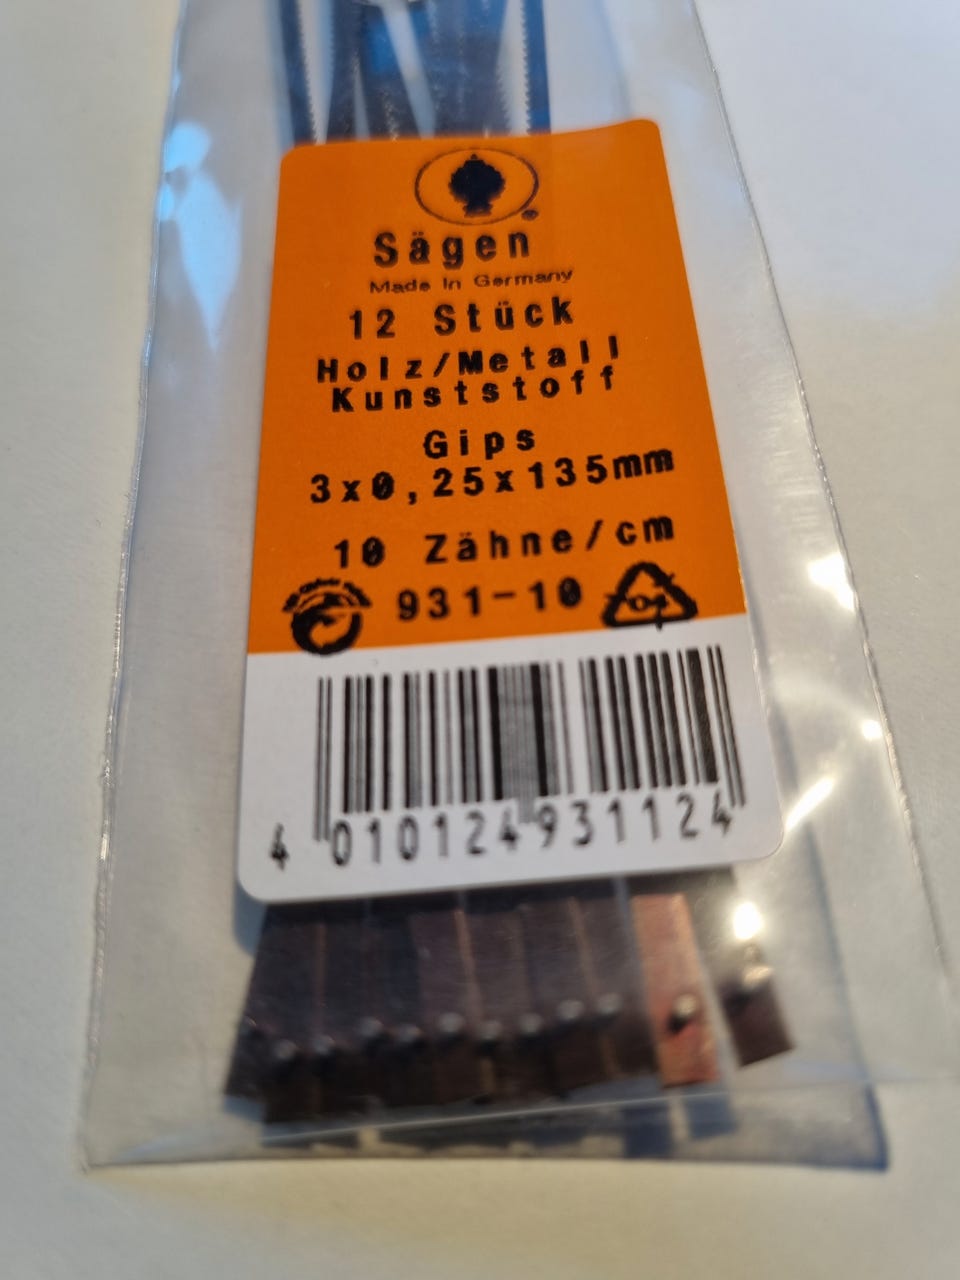 Sägen
Made In Germany
12 Stück
Holz/Metall
Kunststoff
Gips
3x0,25x135mm
10 Zähne/cm
931-10
04
4 010124 931124